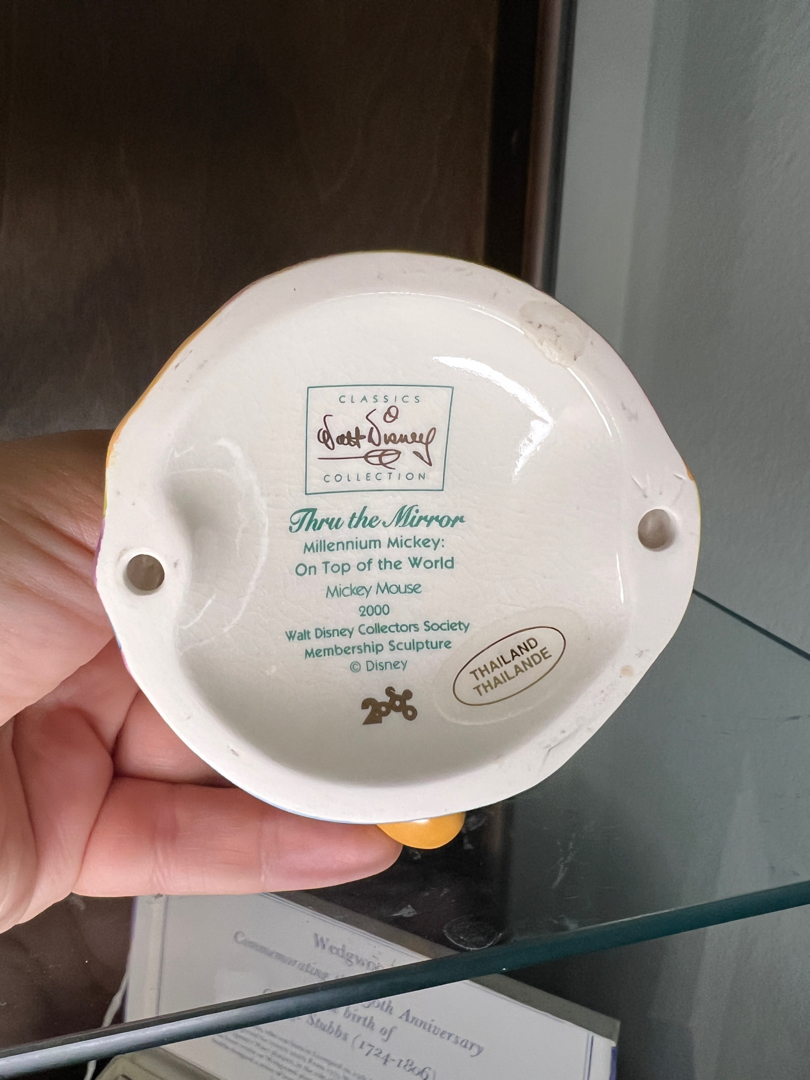 CLASSICS
Walt Disney
COLLECTION
Thru the Mirror
Millennium Mickey:
On Top of the World
Mickey Mouse
2000
Walt Disney Collectors Society
Membership Sculpture
© Disney
2000
THAILAND
THAILANDE
Commemorating Anniversary
birth of
Stubbs (1724-1806)